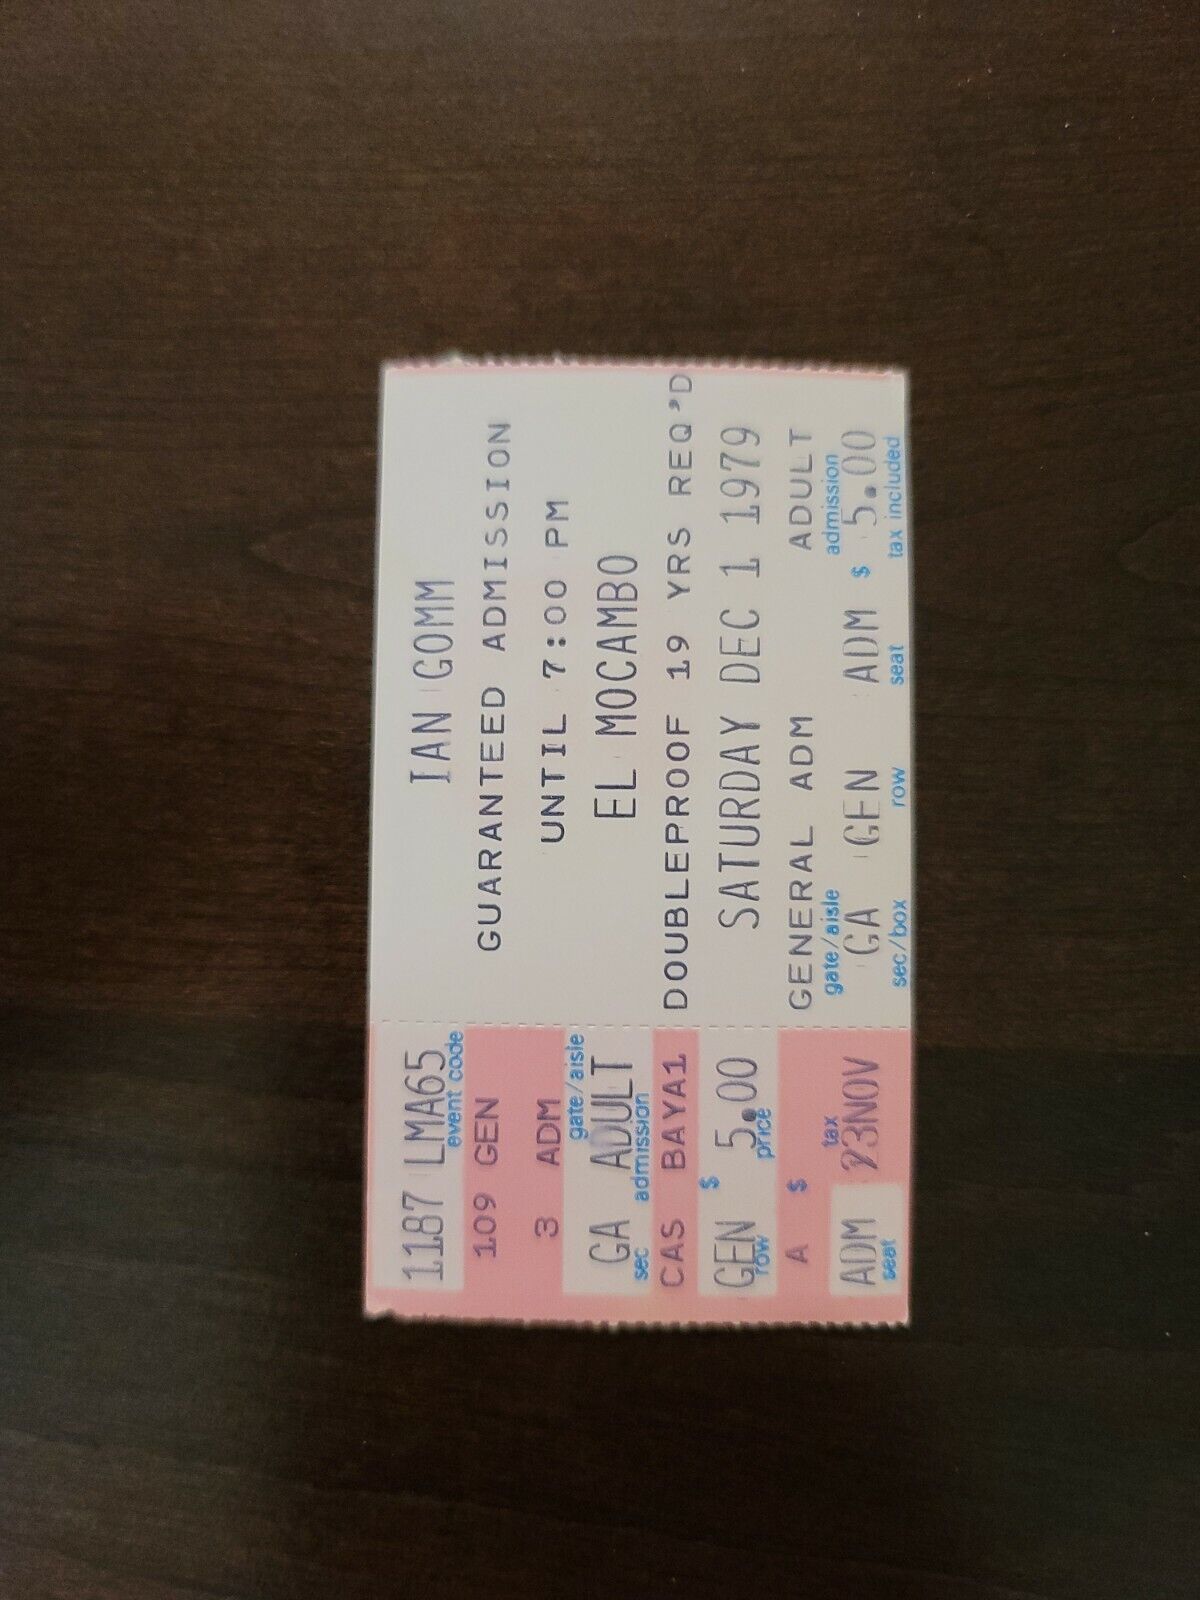 1187 LMA65
event code
109 GEN
3 ADM
gate/aisle
GA ADULT
sec admission
CAS BAYA1
GEN $ 5.00
row price
A $ tax
ADM 23NOV
seat
IAN GOMM
GUARANTEED ADMISSION
UNTIL 7:00 PM
EL MOCAMBO
DOUBLEPROOF 19 YRS REQ'D
SATURDAY DEC 1 1979
GENERAL ADM ADULT
gate/aisle admission
GA GEN ADM $ 5.00
sec/box row seat tax included